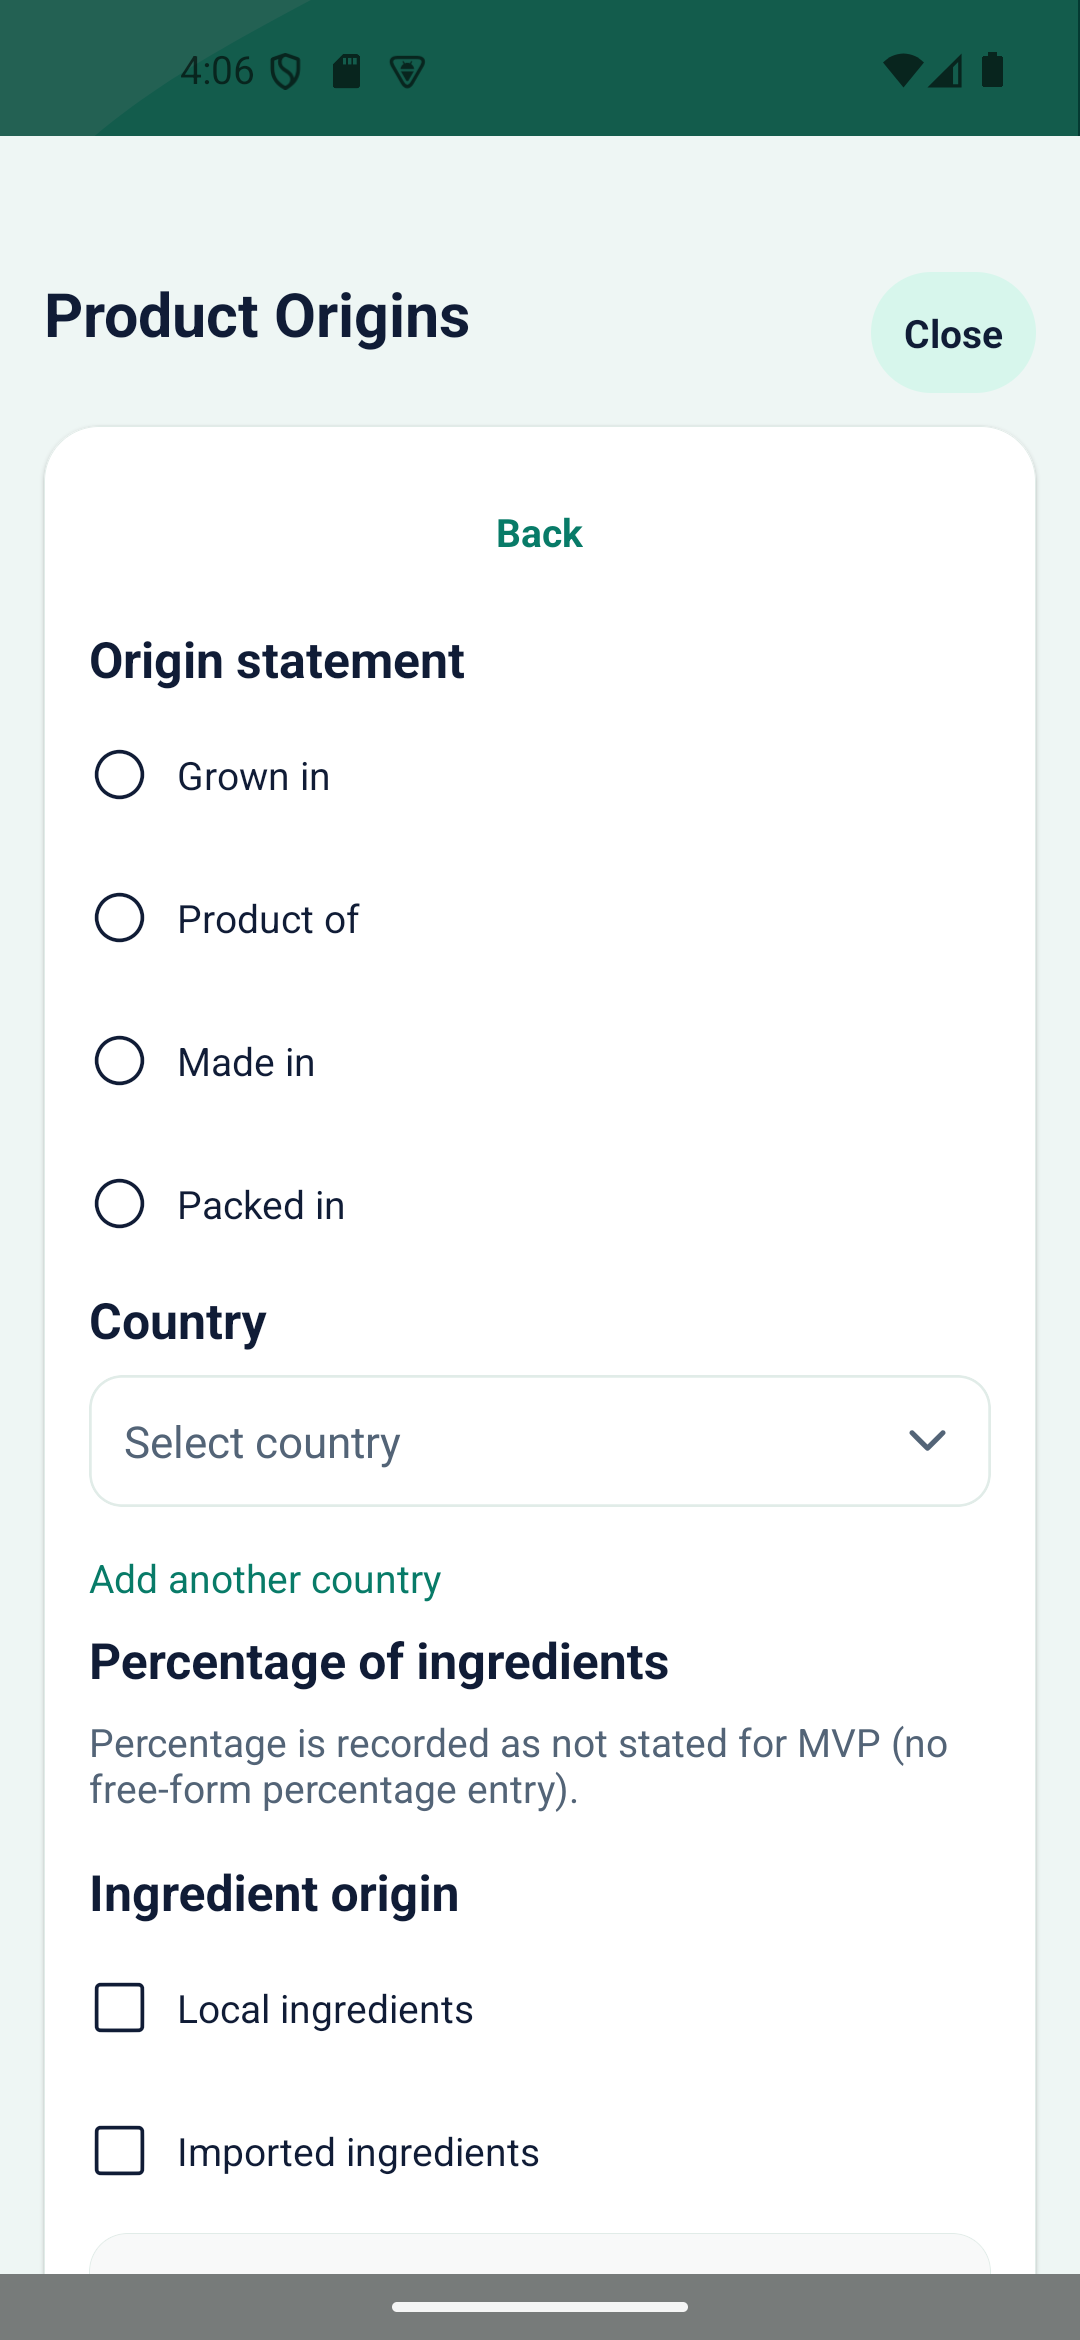 4:06
Product Origins
Close
Back
Origin statement
Grown in
Product of
Made in
Packed in
Country
Select country
Add another country
Percentage of ingredients
Percentage is recorded as not stated for MVP (no
free-form percentage entry).
Ingredient origin
Local ingredients
Imported ingredients